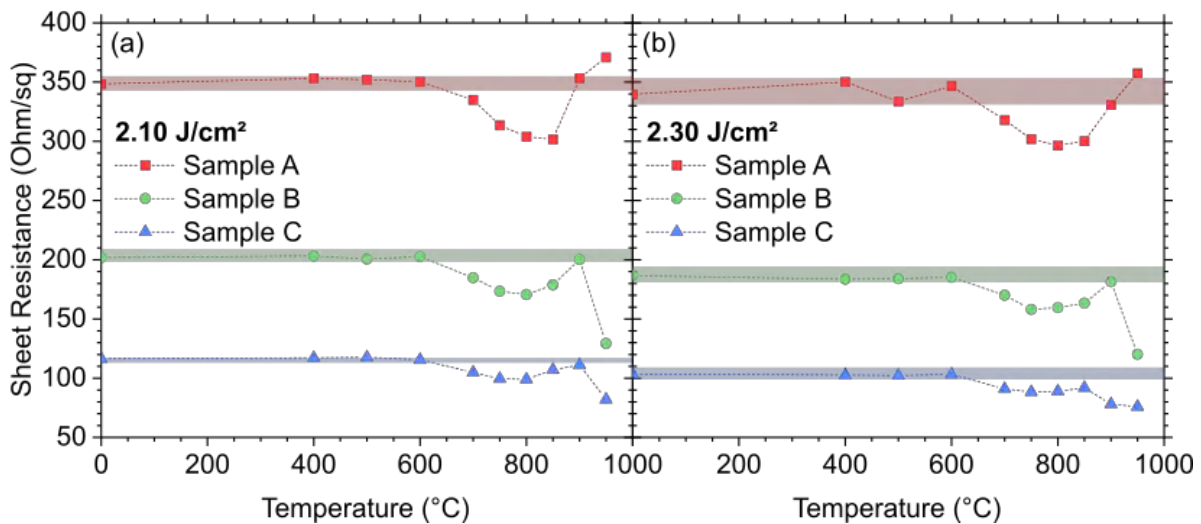 Sheet Resistance (Ohm/sq)
400
350
300
250
200
150
100
50
(a)
2.10 J/cm²
Sample A
Sample B
Sample C
0
200
400
600
800
1000
Temperature (°C)
(b)
2.30 J/cm²
Sample A
Sample B
Sample C
200
400
600
800
1000
Temperature (°C)